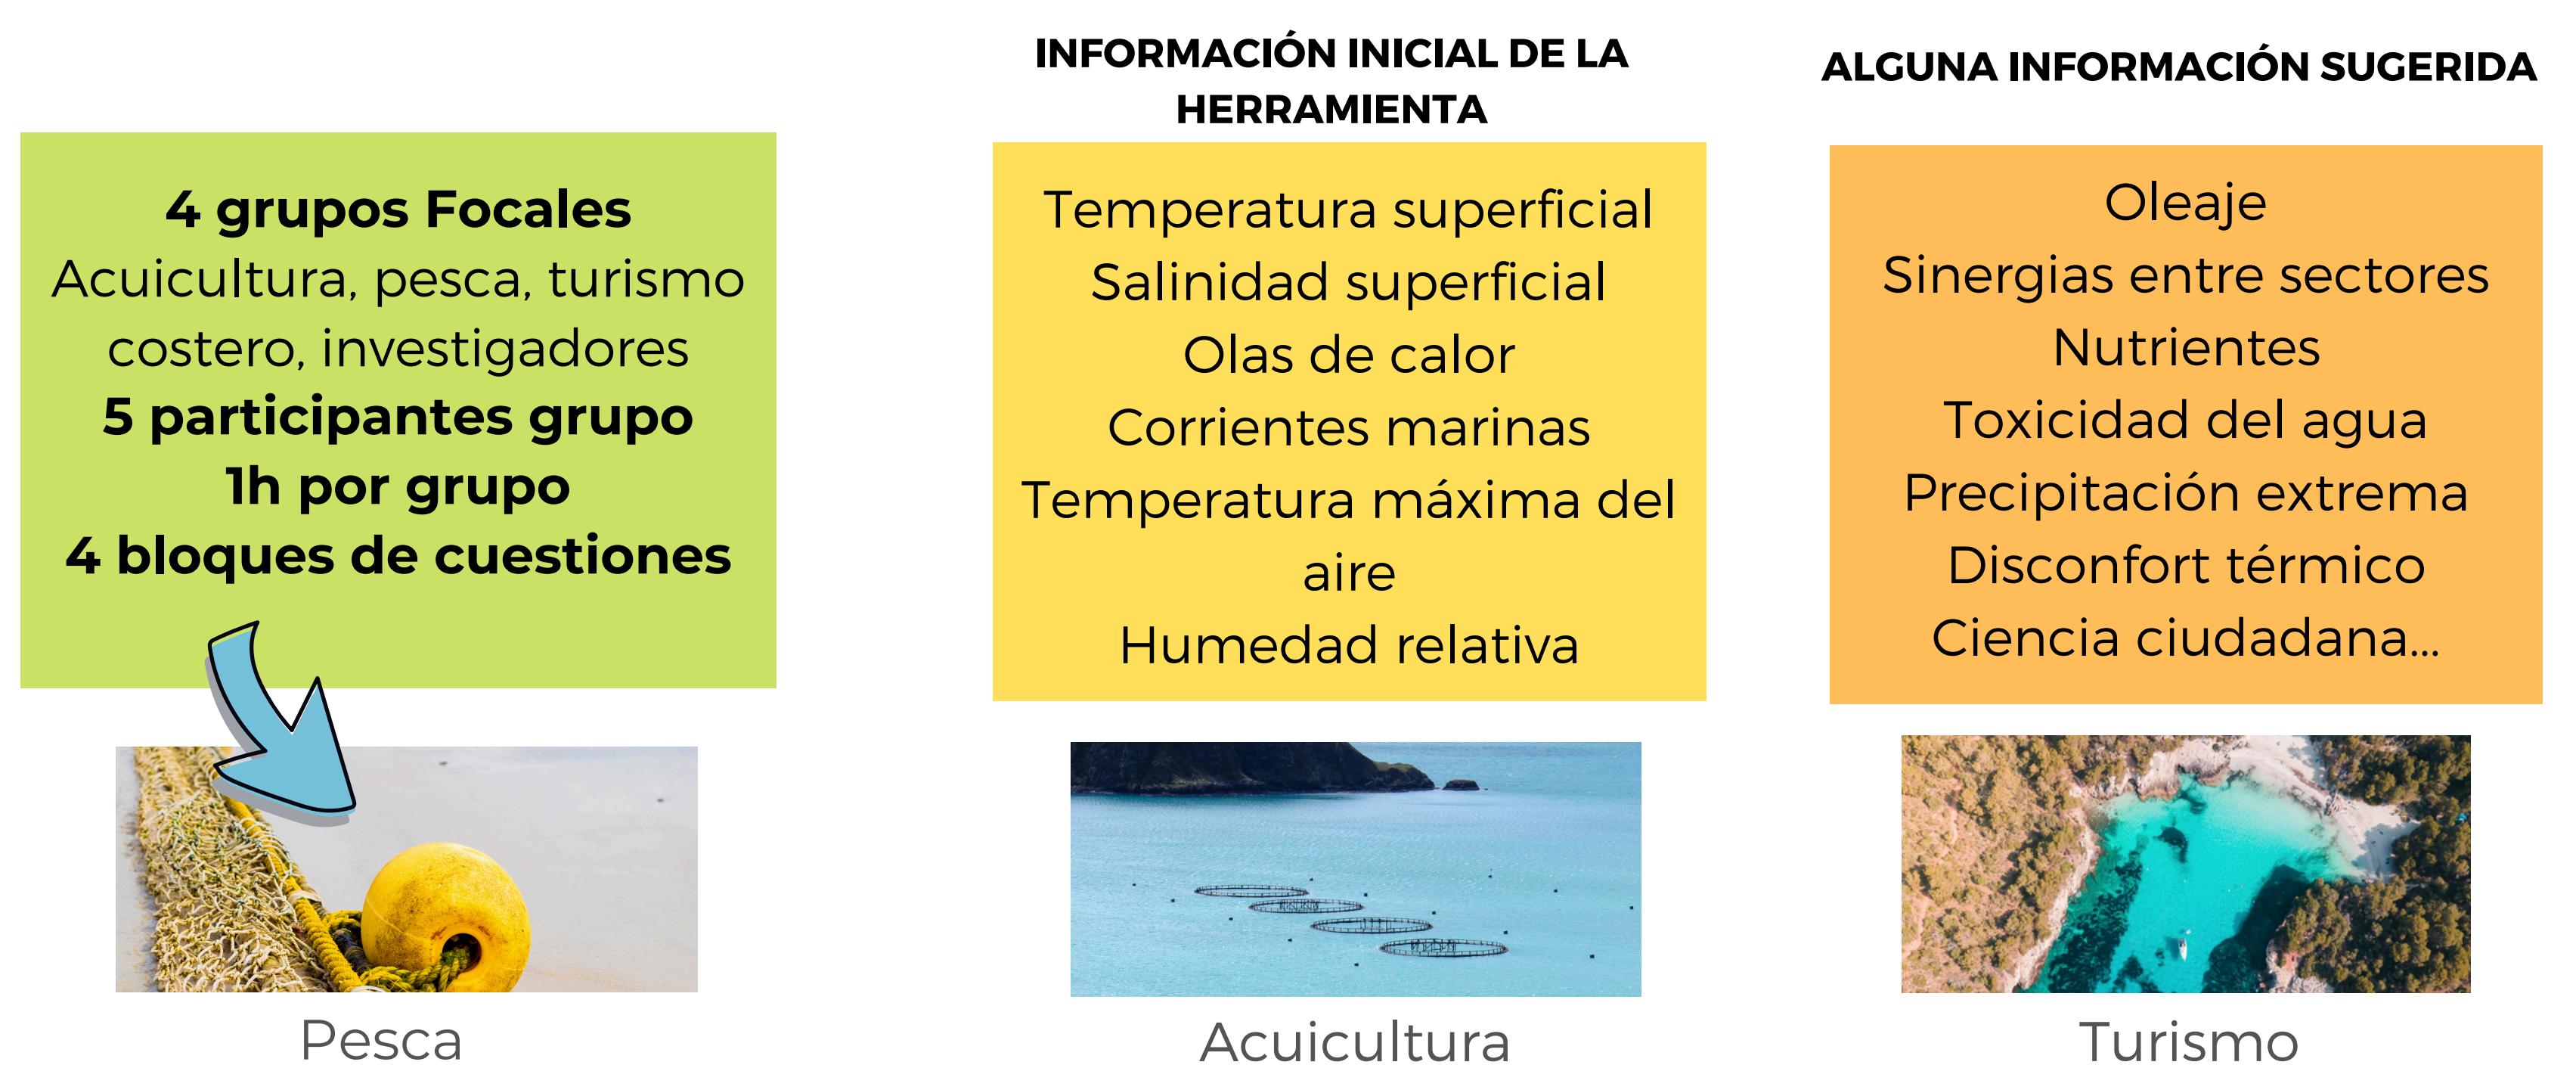 4 grupos Focales
Acuicultura, pesca, turismo
costero, investigadores
5 participantes grupo
1h por grupo
4 bloques de cuestiones
INFORMACIÓN INICIAL DE LA
HERRAMIENTA
Temperatura superficial
Salinidad superficial
Olas de calor
Corrientes marinas
Temperatura máxima del
aire
Humedad relativa
ALGUNA INFORMACIÓN SUGERIDA
Oleaje
Sinergias entre sectores
Nutrientes
Toxicidad del agua
Precipitación extrema
Disconfort térmico
Ciencia ciudadana...
Pesca
Acuicultura
Turismo